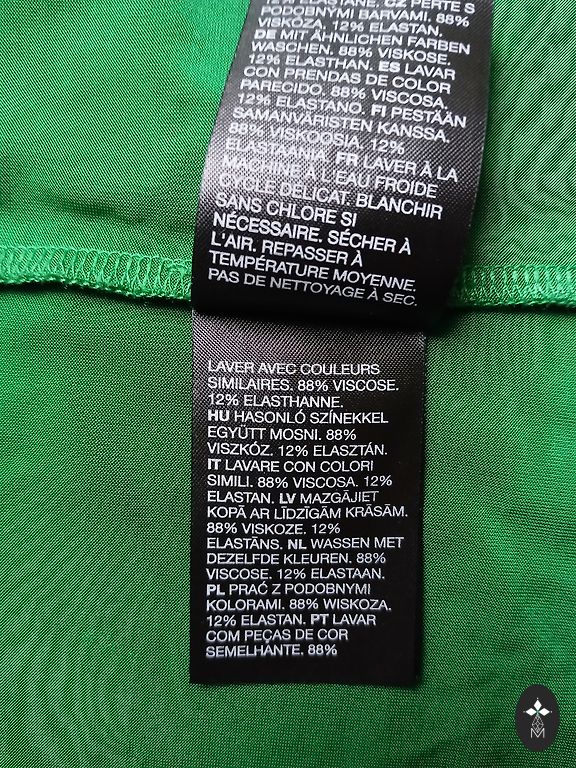 12% ELASTANE. CZ PERTE S
PODOBNÝMI BARVAMI. 88%
VISKÓZA, 12% ELASTAN.
DE MIT ÄHNLICHEN FARBEN
WASCHEN. 88% VISKOSE.
12% ELASTHAN. ES LAVAR
CON PRENDAS DE COLOR
PARECIDO. 88% VISCOSA.
12% ELASTANO. FI PESTÄÄN
SAMANVÄRISTEN KANSSA.
88% VISKOOSIA, 12%
ELASTAANIA. FR LAVER À LA
MACHINE À L'EAU FROIDE
CYCLE DELICAT. BLANCHIR
SANS CHLORE SI
NÉCESSAIRE. SÉCHER À
L'AIR. REPASSER À
TEMPÉRATURE MOYENNE.
PAS DE NETTOYAGE À SEC.
LAVER AVEC COULEURS
SIMILAIRES. 88% VISCOSE.
12% ELASTHANNE.
HU HASONLÓ SZÍNEKKEL
EGYÜTT MOSNI. 88%
VISZKÓZ. 12% ELASZTÁN.
IT LAVARE CON COLORI
SIMILI. 88% VISCOSA. 12%
ELASTAN. LV MAZGĀJIET
KOPĀ AR LĪDZĪGĀM KRĀSĀM.
88% VISKOZE. 12%
ELASTĀNS. NL WASSEN MET
DEZELFDE KLEUREN. 88%
VISCOSE. 12% ELASTAAN.
PL PRAĆ Z PODOBNYMI
KOLORAMI. 88% WISKOZA.
12% ELASTAN. PT LAVAR
COM PEÇAS DE COR
SEMELHANTE. 88%
M